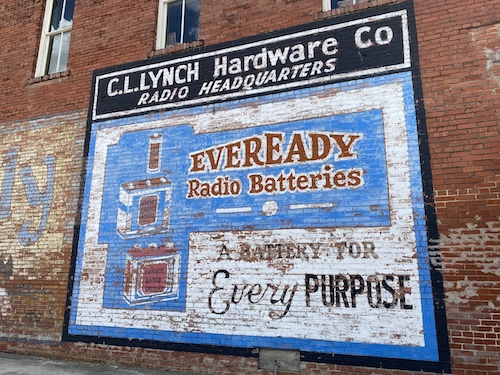 C.L.LYNCH Hardware Co
RADIO HEADQUARTERS
EVEREADY
Radio Batteries
A BATTERY FOR
Every PURPOSE